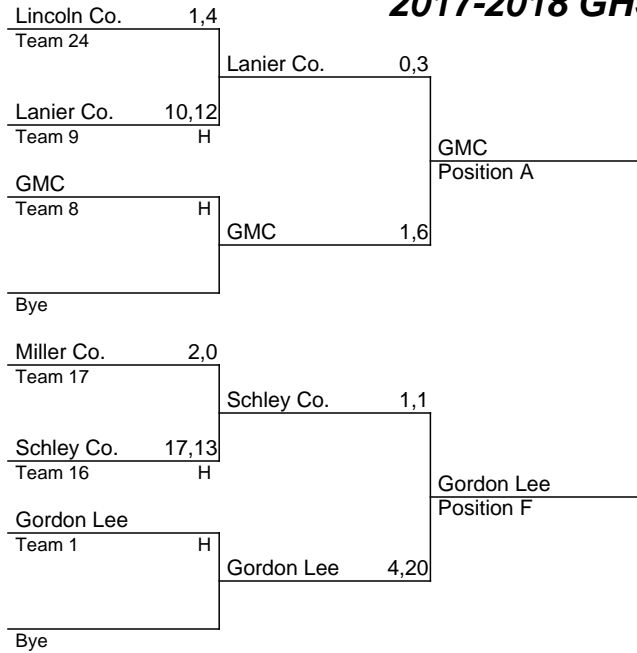 2017-2018 GHS
Lincoln Co. 1,4
Team 24
Lanier Co. 0,3
Lanier Co. 10,12
Team 9 H
GMC
Position A
GMC
Team 8 H
GMC 1,6
Bye
Miller Co. 2,0
Team 17
Schley Co. 1,1
Schley Co. 17,13
Team 16 H
Gordon Lee
Position F
Gordon Lee
Team 1 H
Gordon Lee 4,20
Bye